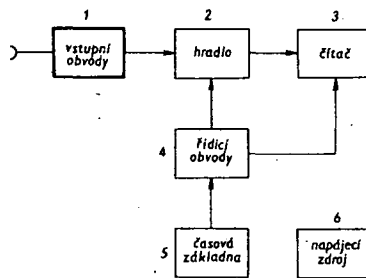 1
vstupní
obvody
2
hradlo
3
čítač
4
řídicí
obvody
5
časová
základna
6
napájecí
zdroj